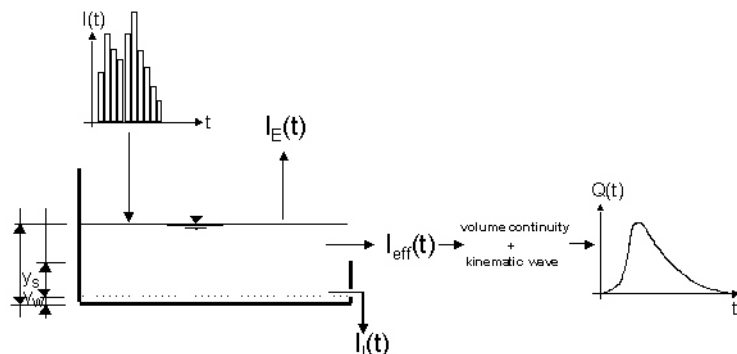 I(t)
t
I_E(t)
Q(t)
volume continuity
I_eff(t)
+
kinematic wave
y_s
y_w
t
I_I(t)